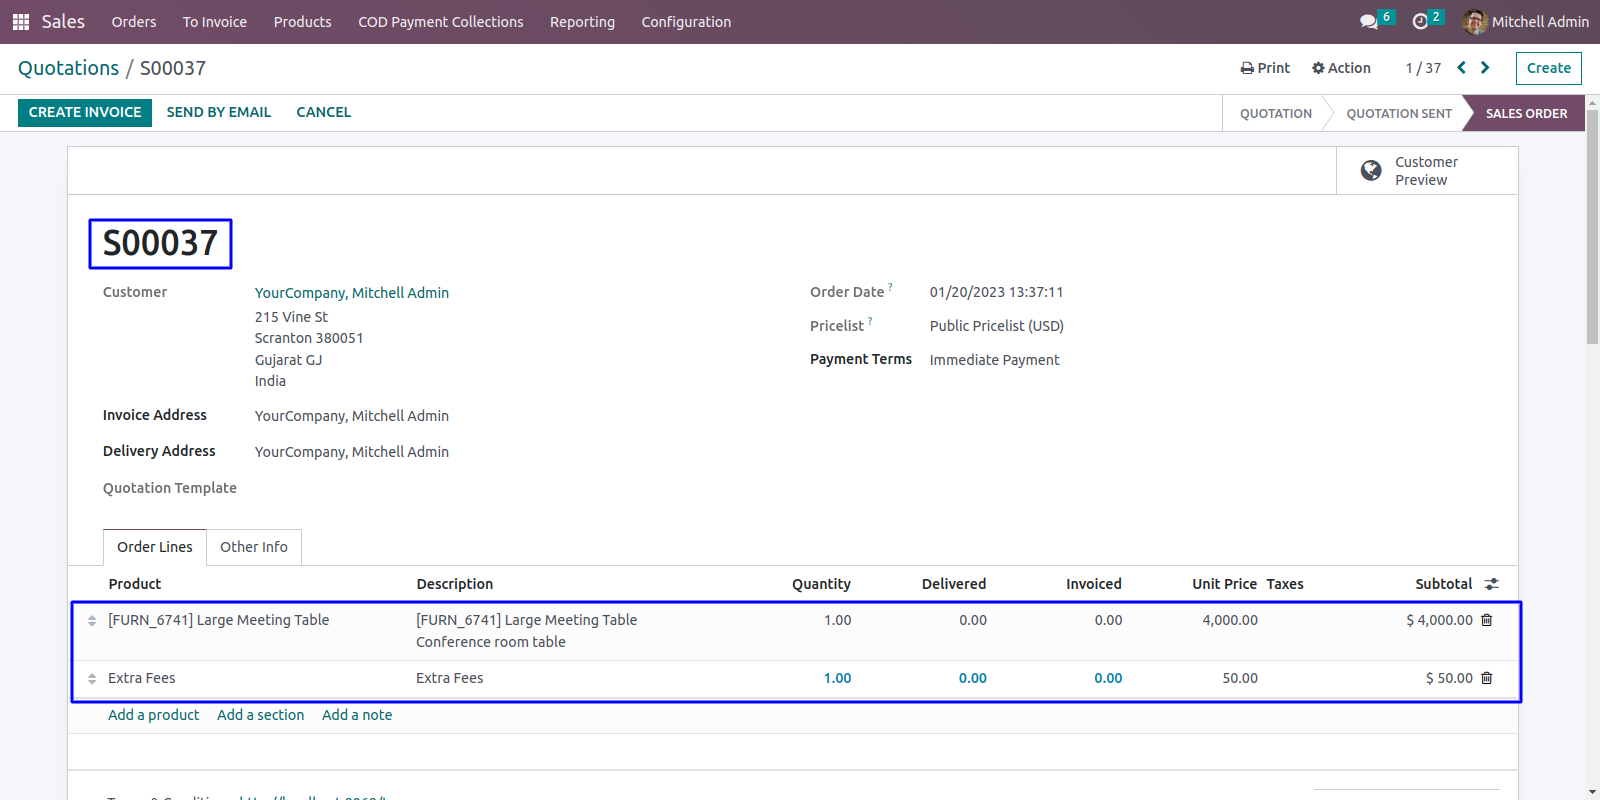 Sales Orders To Invoice Products COD Payment Collections Reporting Configuration 6 2 Mitchell Admin
Quotations / S00037 Print Action 1 / 37 Create
CREATE INVOICE SEND BY EMAIL CANCEL QUOTATION QUOTATION SENT SALES ORDER
Customer
Preview
S00037
Customer YourCompany, Mitchell Admin Order Date ? 01/20/2023 13:37:11
215 Vine St
Scranton 380051 Pricelist ? Public Pricelist (USD)
Gujarat GJ Payment Terms Immediate Payment
India
Invoice Address YourCompany, Mitchell Admin
Delivery Address YourCompany, Mitchell Admin
Quotation Template
Order Lines Other Info
Product Description Quantity Delivered Invoiced Unit Price Taxes Subtotal
[FURN_6741] Large Meeting Table [FURN_6741] Large Meeting Table 1.00 0.00 0.00 4,000.00 $ 4,000.00
Conference room table
Extra Fees Extra Fees 1.00 0.00 0.00 50.00 $ 50.00
Add a product Add a section Add a note